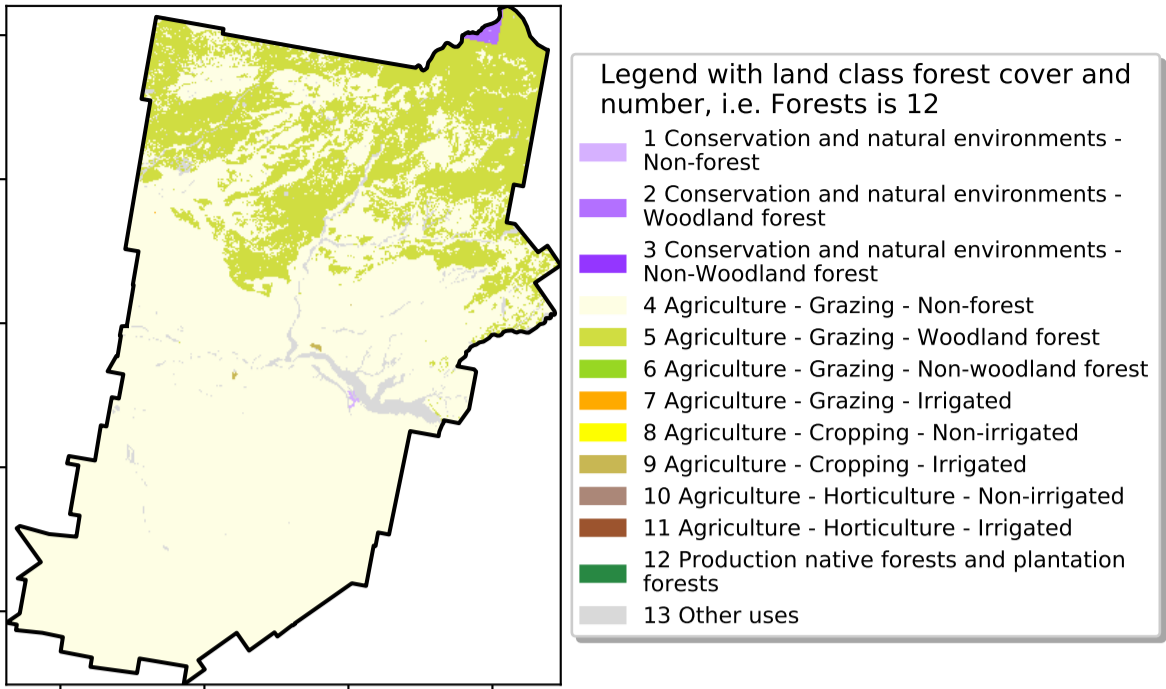 Legend with land class forest cover and
number, i.e. Forests is 12
1 Conservation and natural environments -
Non-forest
2 Conservation and natural environments -
Woodland forest
3 Conservation and natural environments -
Non-Woodland forest
4 Agriculture - Grazing - Non-forest
5 Agriculture - Grazing - Woodland forest
6 Agriculture - Grazing - Non-woodland forest
7 Agriculture - Grazing - Irrigated
8 Agriculture - Cropping - Non-irrigated
9 Agriculture - Cropping - Irrigated
10 Agriculture - Horticulture - Non-irrigated
11 Agriculture - Horticulture - Irrigated
12 Production native forests and plantation
forests
13 Other uses